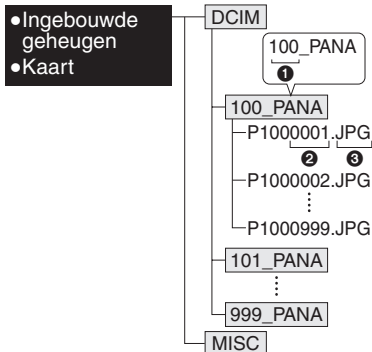 ●Ingebouwde
geheugen
●Kaart
DCIM
100_PANA
❶
100_PANA
P1000001.JPG
❷ ❸
P1000002.JPG
P1000999.JPG
101_PANA
999_PANA
MISC